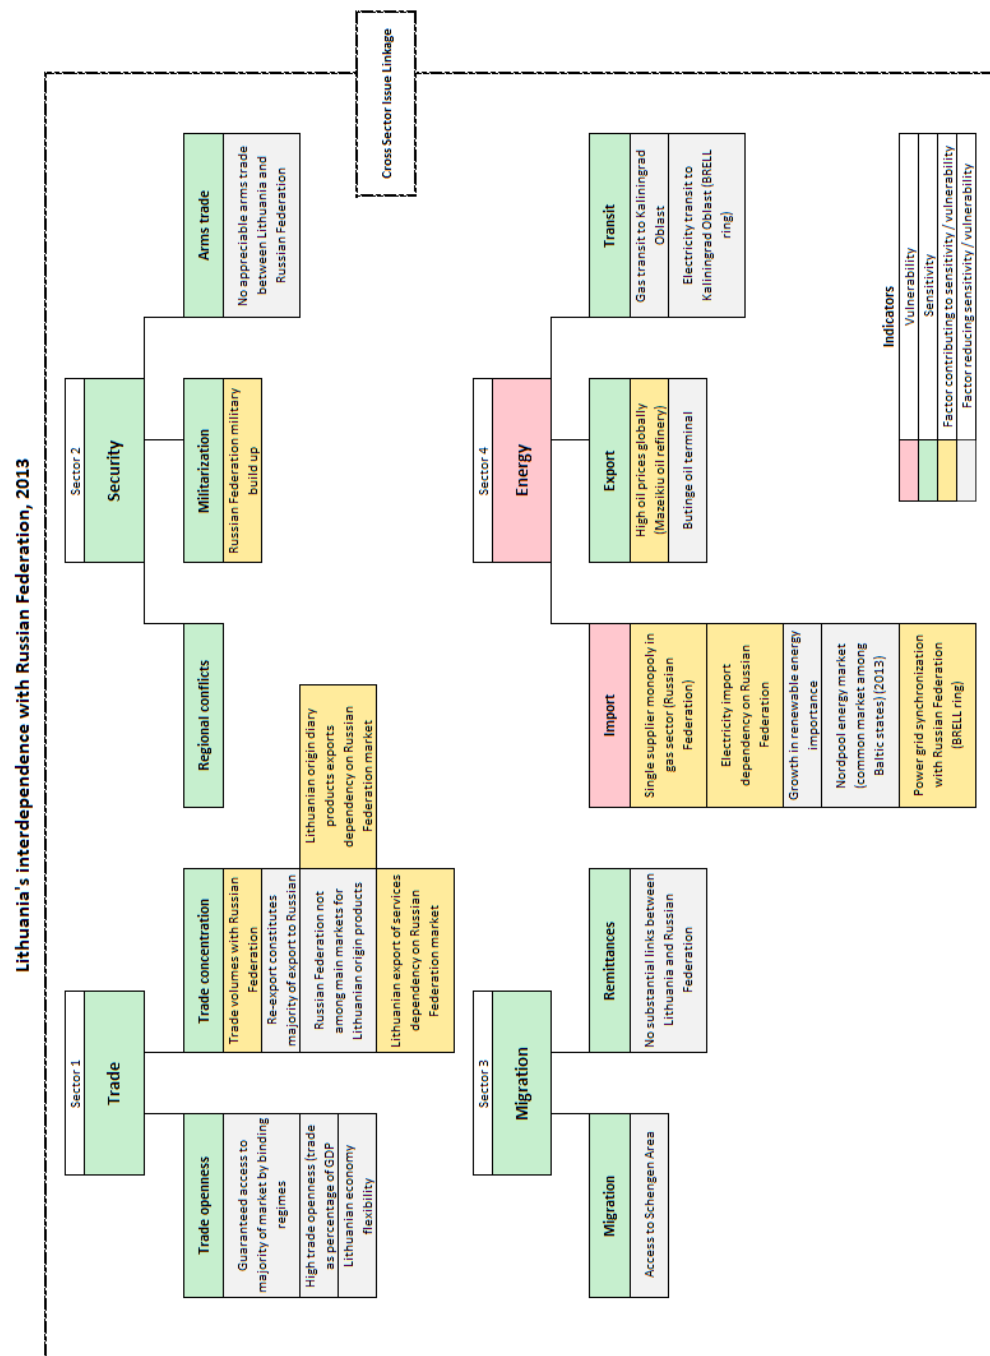 Lithuania's interdependence with Russian Federation, 2013
Cross Sector Issue Linkage
Sector 1
Trade
Trade openness
Guaranteed access to
majority of market by binding
regimes
High trade openness (trade
as percentage of GDP
Lithuanian economy
flexibility
Trade concentration
Trade volumes with Russian
Federation
Re-export constitutes
majority of export to Russian
Russian Federation not
among main markets for
Lithuanian origin products
Lithuanian origin diary
products exports
dependency on Russian
Federation market
Lithuanian export of services
dependency on Russian
Federation market
Sector 2
Security
Regional conflicts
Militarization
Russian Federation military
build up
Arms trade
No appreciable arms trade
between Lithuania and
Russian Federation
Sector 3
Migration
Migration
Access to Schengen Area
Remittances
No substantial links between
Lithuania and Russian
Federation
Sector 4
Energy
Import
Single supplier monopoly in
gas sector (Russian
Federation)
Electricity import
dependency on Russian
Federation
Growth in renewable energy
importance
Nordpool energy market
(common market among
Baltic states) (2013)
Power grid synchronization
with Russian Federation
(BRELL ring)
Export
High oil prices globally
(Mazeikiu oil refinery)
Butinge oil terminal
Transit
Gas transit to Kaliningrad
Oblast
Electricity transit to
Kaliningrad Oblast (BRELL
ring)
Indicators
Vulnerability
Sensitivity
Factor contributing to sensitivity / vulnerability
Factor reducing sensitivity / vulnerability